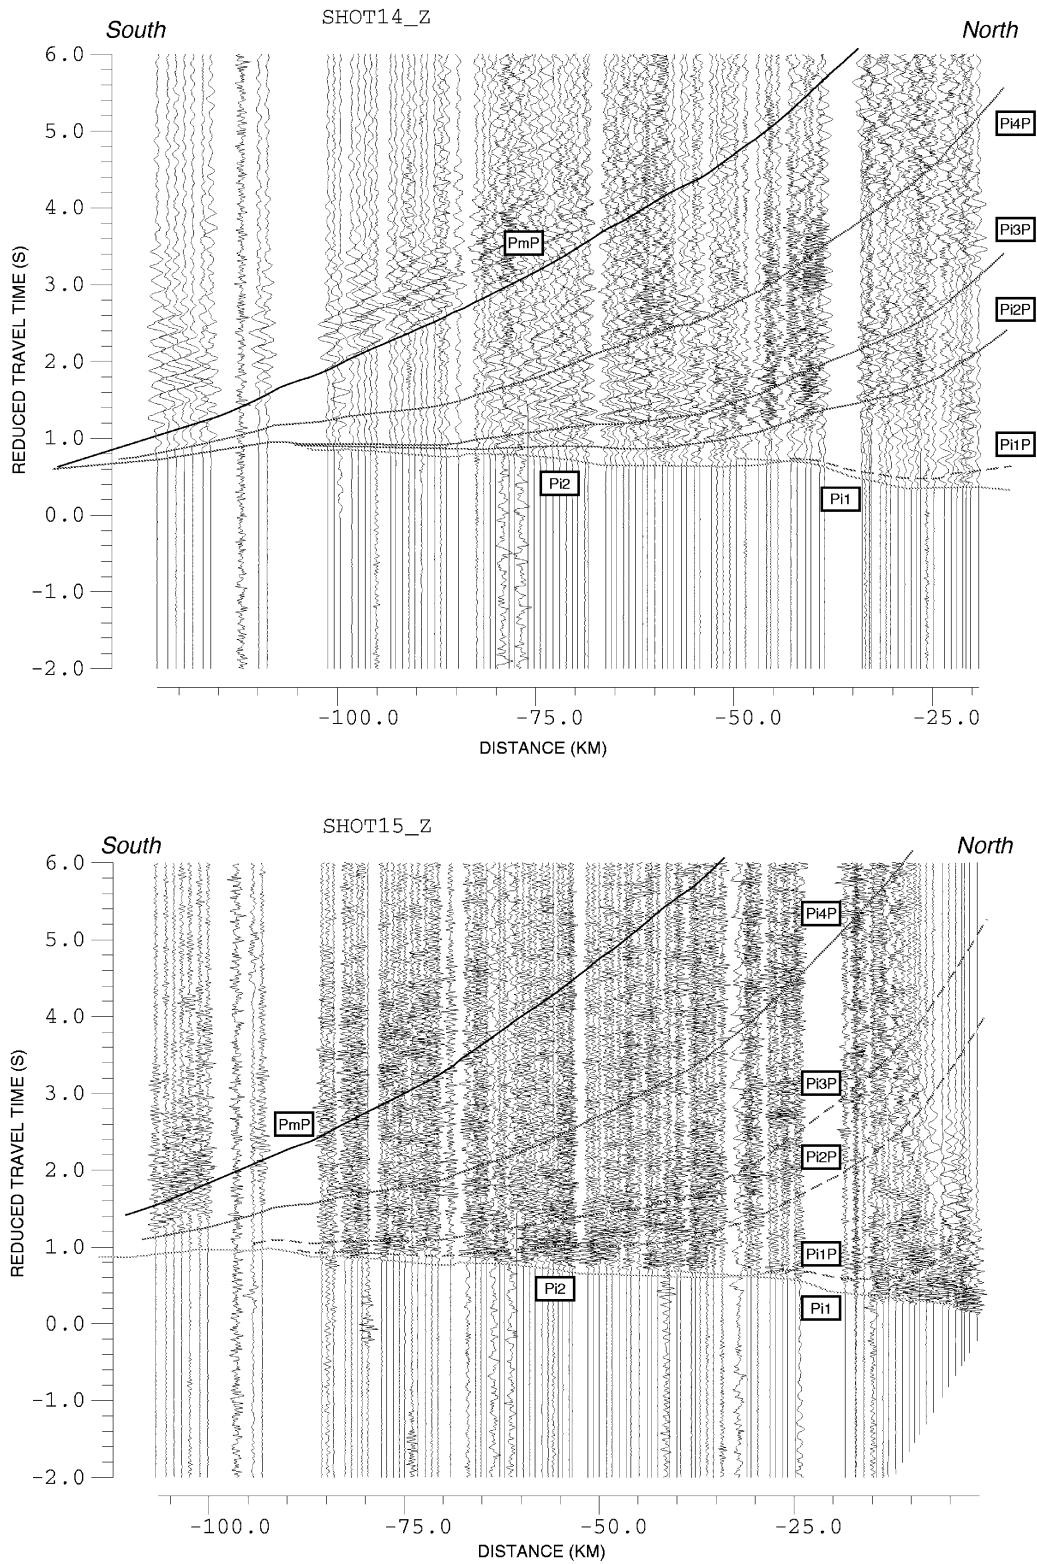 SHOT14_Z
South
North
6.0
5.0
4.0
3.0
2.0
1.0
0.0
-1.0
-2.0
REDUCED TRAVEL TIME (S)
Pi4P
Pi3P
PmP
Pi2P
Pi1P
Pi2
Pi1
-100.0 -75.0 -50.0 -25.0
DISTANCE (KM)
SHOT15_Z
South
North
6.0
5.0
4.0
3.0
2.0
1.0
0.0
-1.0
-2.0
REDUCED TRAVEL TIME (S)
Pi4P
Pi3P
PmP
Pi2P
Pi1P
Pi2
Pi1
-100.0 -75.0 -50.0 -25.0
DISTANCE (KM)